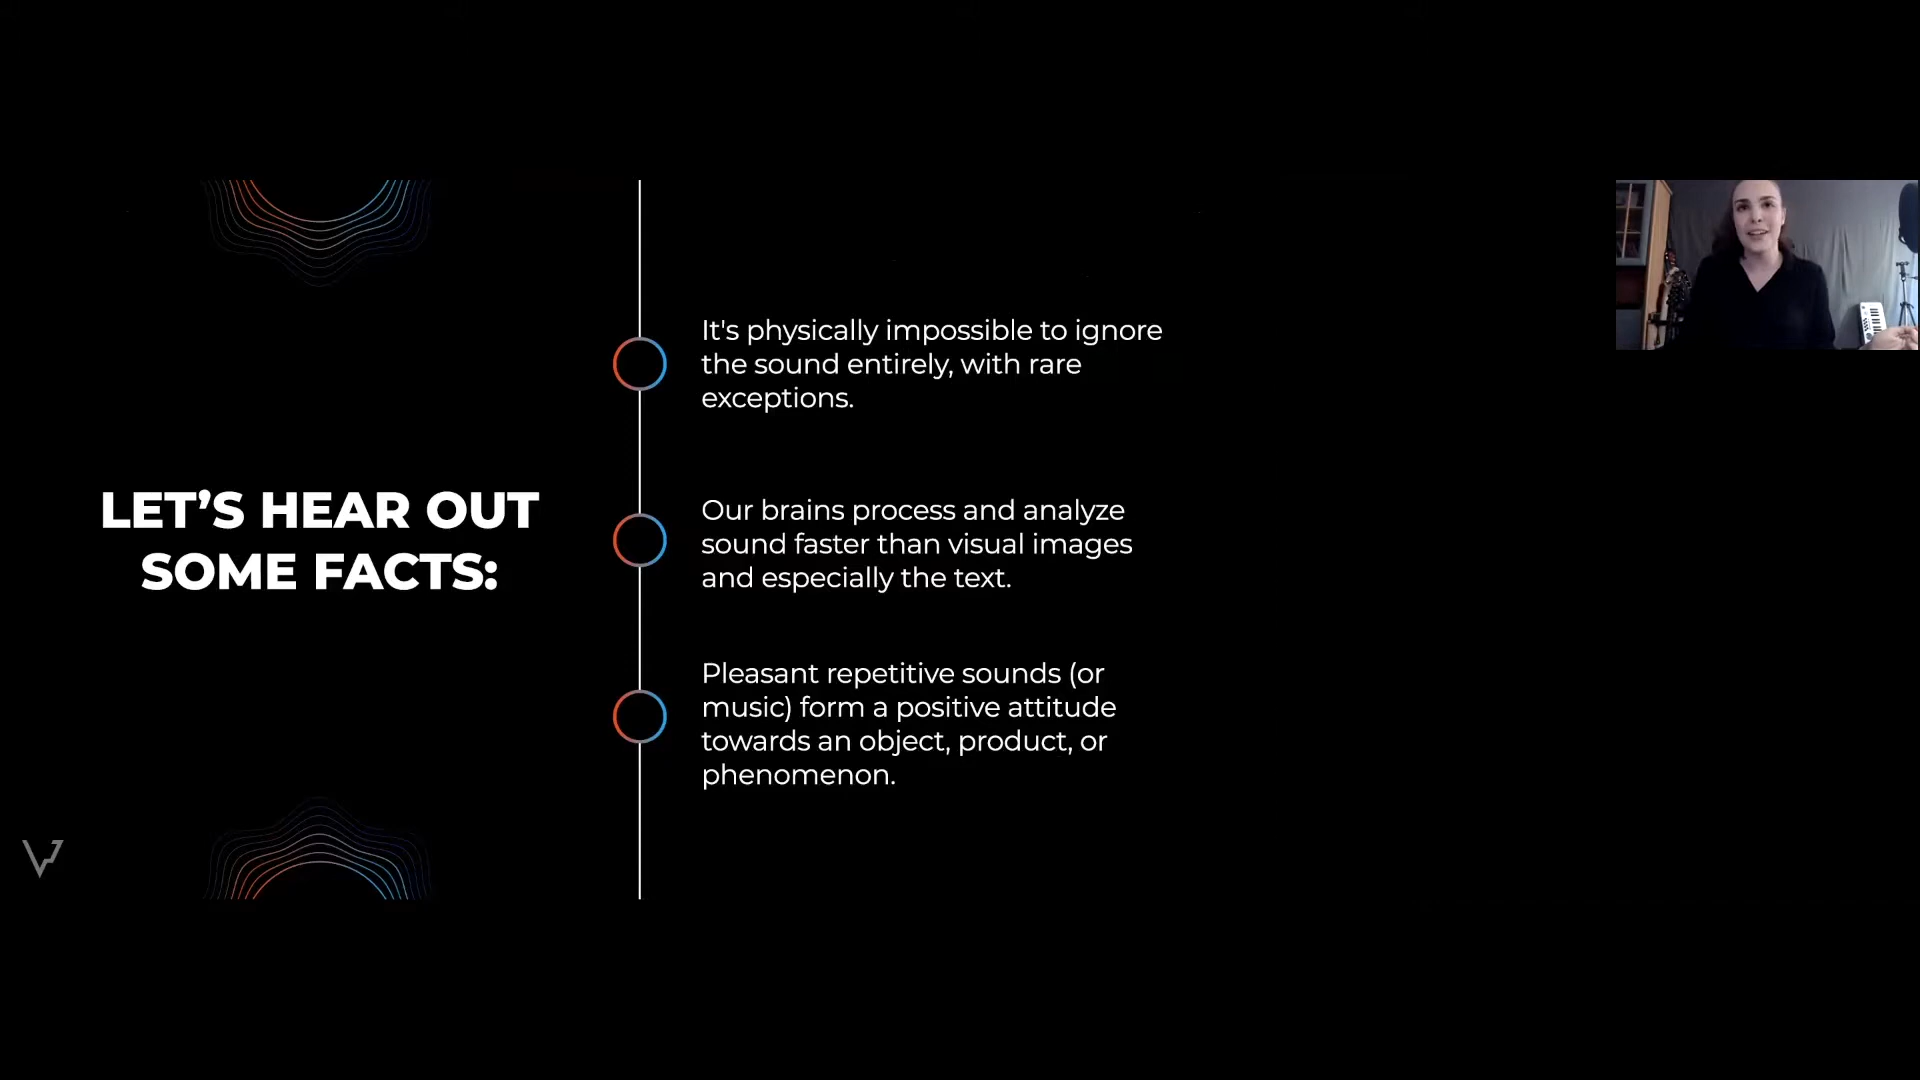 LET’S HEAR OUT
SOME FACTS:
It's physically impossible to ignore
the sound entirely, with rare
exceptions.
Our brains process and analyze
sound faster than visual images
and especially the text.
Pleasant repetitive sounds (or
music) form a positive attitude
towards an object, product, or
phenomenon.